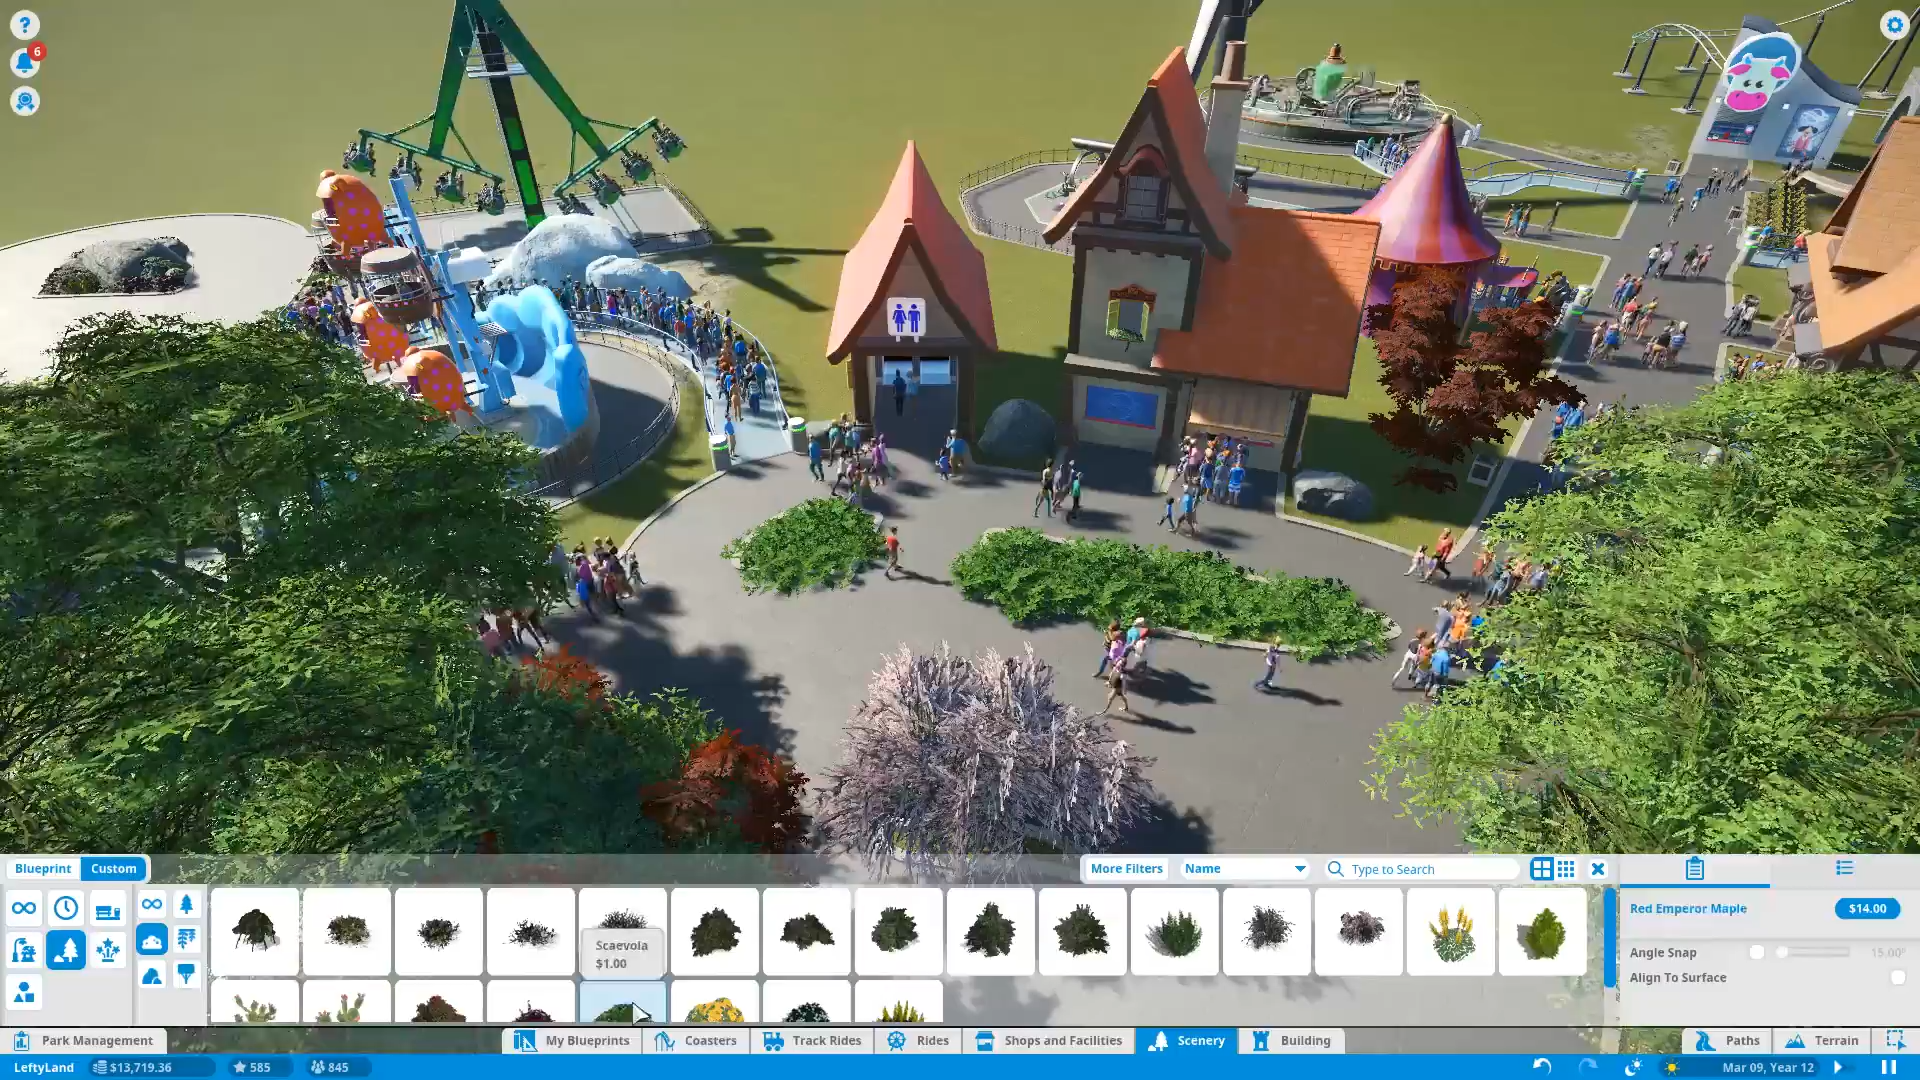 6
Blueprint
Custom
More Filters
Name
Type to Search
Scaevola
$1.00
Red Emperor Maple
$14.00
Angle Snap
15.00°
Align To Surface
Park Management
My Blueprints
Coasters
Track Rides
Rides
Shops and Facilities
Scenery
Building
Paths
Terrain
LeftyLand
$13,719.36
585
845
Mar 09, Year 12